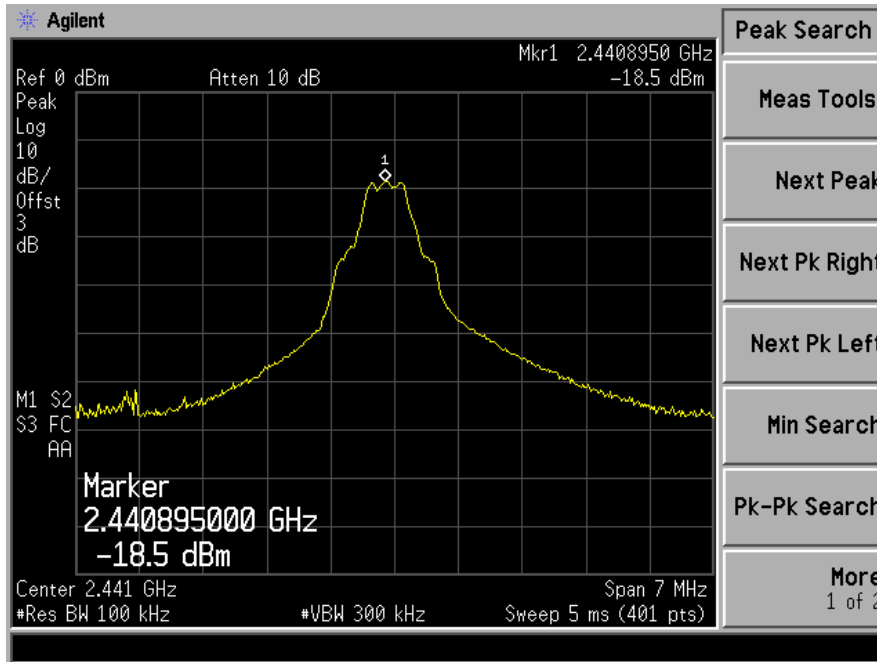 Agilent
Peak Search
Mkr1 2.4408950 GHz
Ref 0 dBm Atten 10 dB −18.5 dBm
Peak
Log
10
dB/
Offst
3
dB
1
Meas Tools
Next Peak
Next Pk Right
Next Pk Left
M1 S2
S3 FC
AA
Min Search
Pk−Pk Search
Marker
2.440895000 GHz
−18.5 dBm
Center 2.441 GHz Span 7 MHz
#Res BW 100 kHz #VBW 300 kHz Sweep 5 ms (401 pts)
More
1 of 2